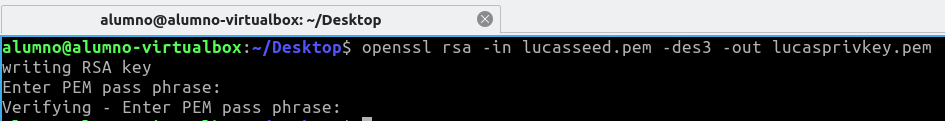 alumno@alumno-virtualbox: ~/Desktop
alumno@alumno-virtualbox:~/Desktop$ openssl rsa -in lucasseed.pem -des3 -out lucasprivkey.pem
writing RSA key
Enter PEM pass phrase:
Verifying - Enter PEM pass phrase: